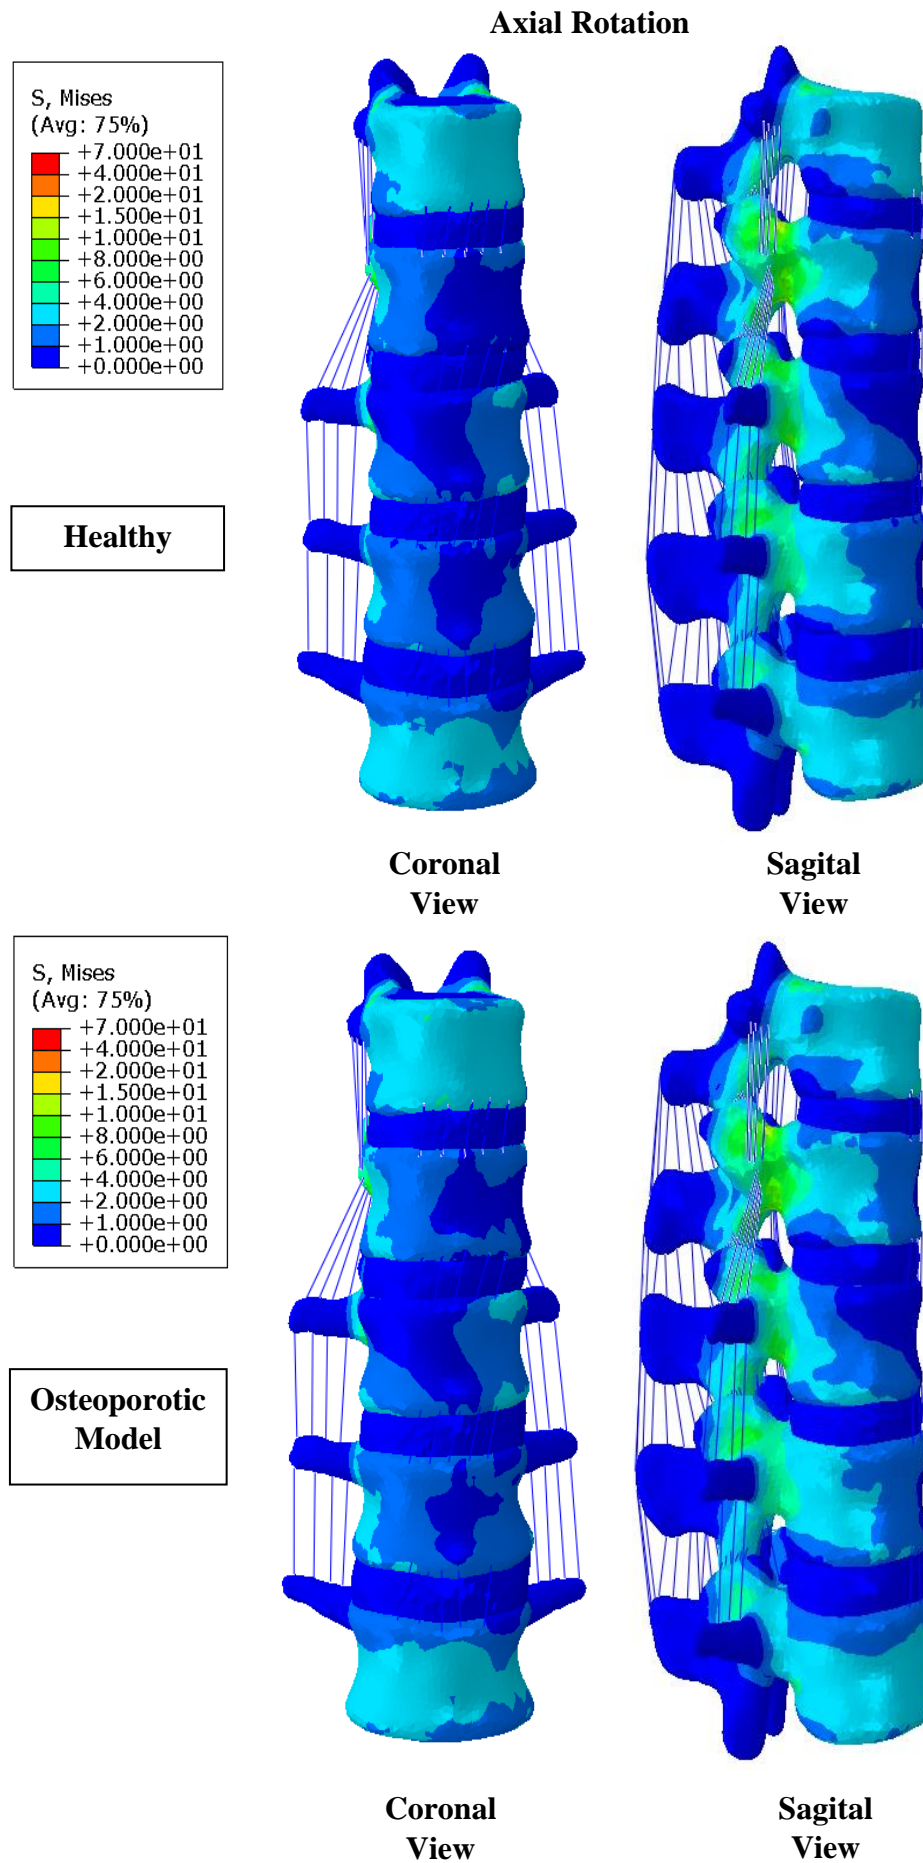 Axial Rotation
S, Mises
(Avg: 75%)
+7.000e+01
+4.000e+01
+2.000e+01
+1.500e+01
+1.000e+01
+8.000e+00
+6.000e+00
+4.000e+00
+2.000e+00
+1.000e+00
+0.000e+00
Healthy
Coronal
View
Sagital
View
S, Mises
(Avg: 75%)
+7.000e+01
+4.000e+01
+2.000e+01
+1.500e+01
+1.000e+01
+8.000e+00
+6.000e+00
+4.000e+00
+2.000e+00
+1.000e+00
+0.000e+00
Osteoporotic
Model
Coronal
View
Sagital
View